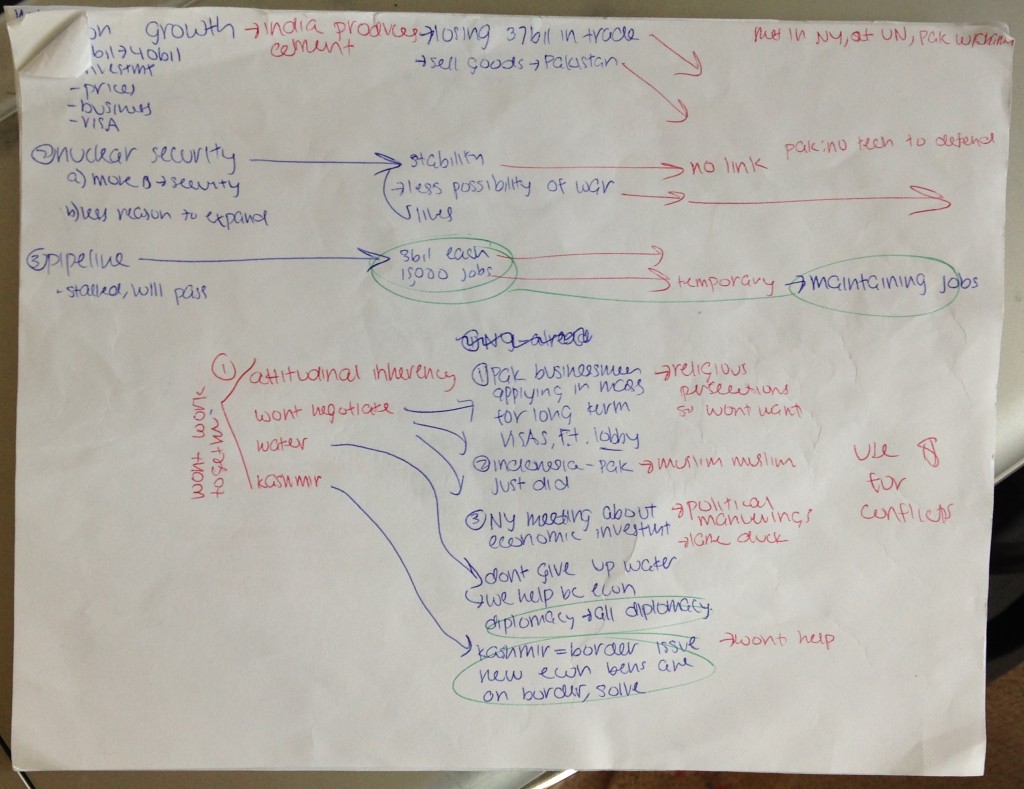 on growth → india produces → losing 37bil in trade
cement → sell goods → Pakistan
met in NY, at UN, pak
bil → 40bil
- prices
- business
- VISA
② nuclear security → stability → no link
pak: no tech to defend
a) more $ → security
→ less possibility of war →
b) less reason to expand
lives
③ pipeline → 3bil each →
15,000 jobs → temporary → maintaining jobs
- stalled, will pass
wont work together
① attitudinal inherency
wont negotiate
water
kashmir
① Pak businessmen → religious
applying in
persecutions
for long term
so wont want
VISAS, F.t. lobby
② indonesia - pak → muslim muslim
just did
③ NY meeting about → political
economic investmt
→ lame duck
use $
for
conflicts
dont give up water
→ we help bc econ
diplomacy → all diplomacy
kashmir = border issue → wont help
new econ bens are
on border, solve